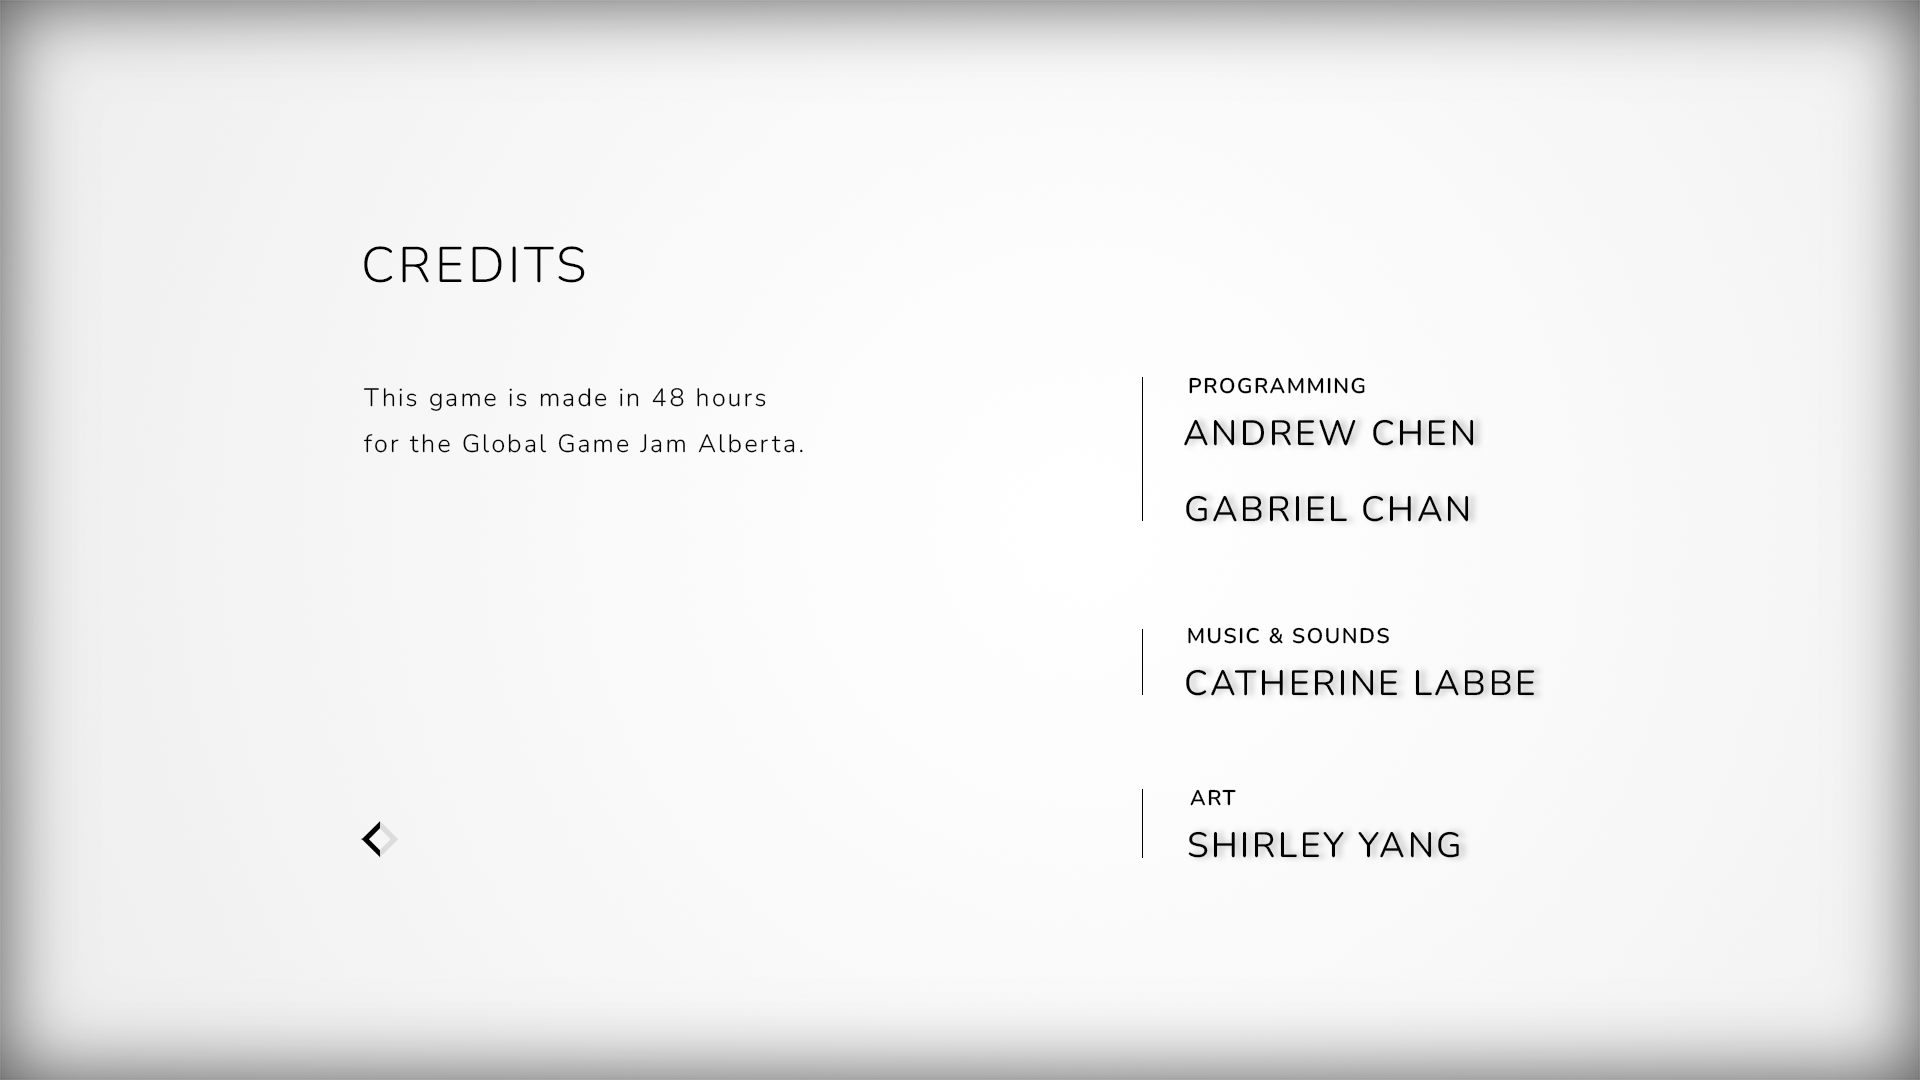 CREDITS
This game is made in 48 hours
for the Global Game Jam Alberta.
PROGRAMMING
ANDREW CHEN
GABRIEL CHAN
MUSIC & SOUNDS
CATHERINE LABBE
ART
SHIRLEY YANG